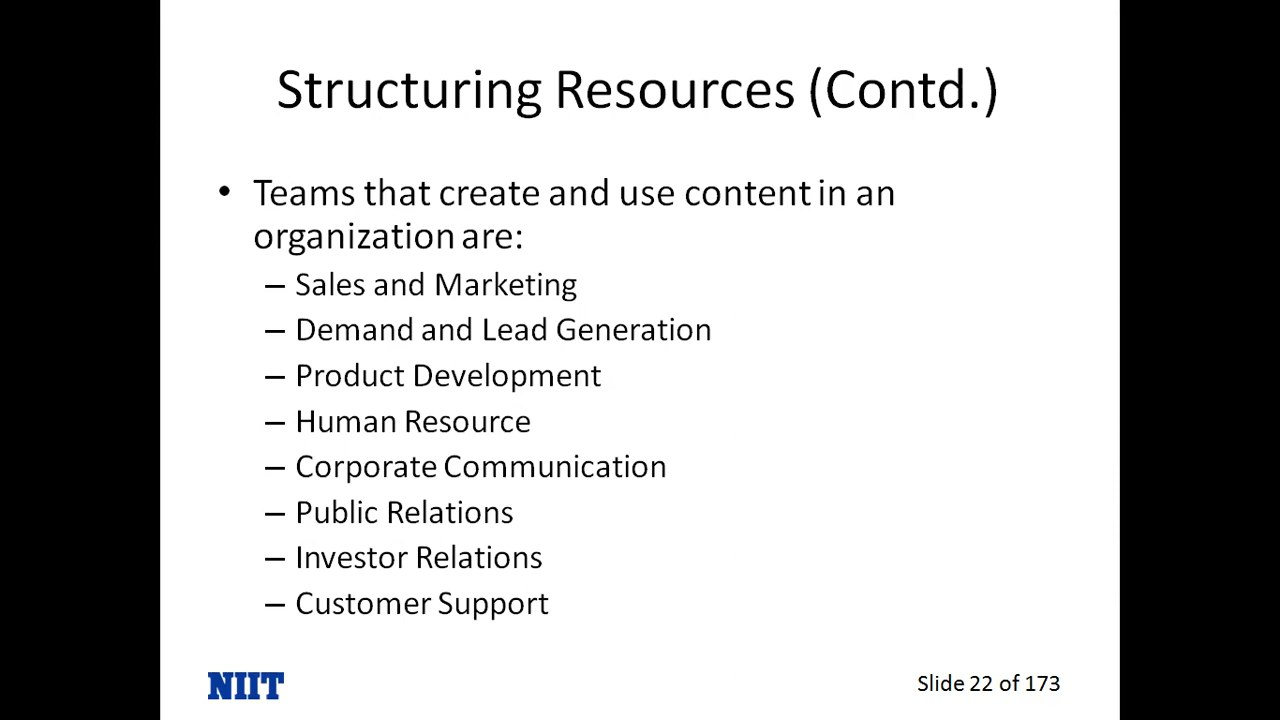 Structuring Resources (Contd.)
• Teams that create and use content in an
organization are:
– Sales and Marketing
– Demand and Lead Generation
– Product Development
– Human Resource
– Corporate Communication
– Public Relations
– Investor Relations
– Customer Support
NIIT
Slide 22 of 173